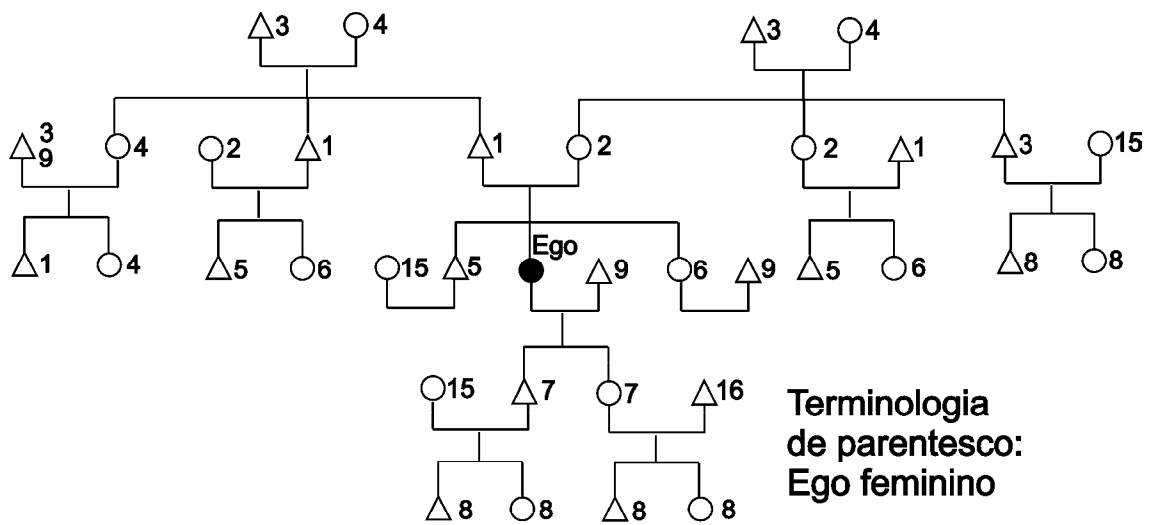 3 4 3 4
3 9 4 2 1 1 2 2 1 3 15
Ego
1 4 5 6 15 5 9 6 9 5 6 8 8
15 7 7 16
Terminologia
de parentesco:
Ego feminino
8 8 8 8